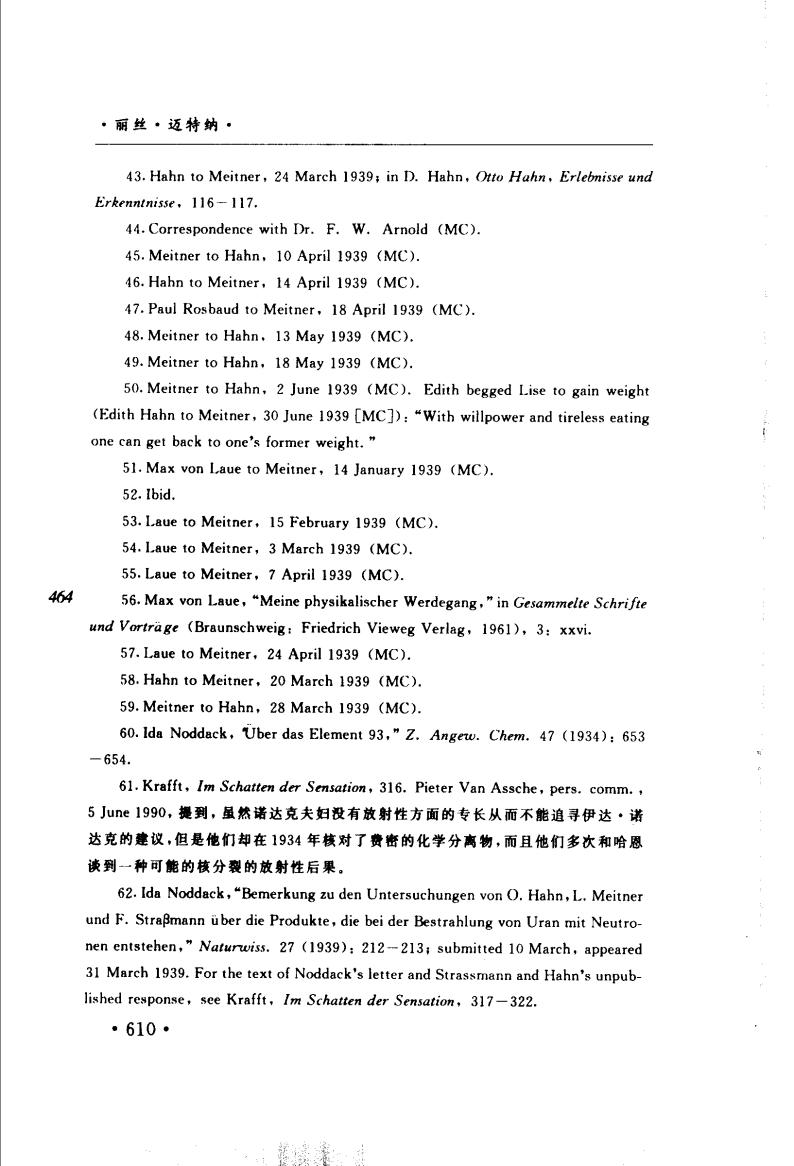 ·丽丝·迈特纳·
43. Hahn to Meitner, 24 March 1939; in D. Hahn, Otto Hahn, Erlebnisse und
Erkenntnisse, 116—117.
44. Correspondence with Dr. F. W. Arnold (MC).
45. Meitner to Hahn, 10 April 1939 (MC).
46. Hahn to Meitner, 14 April 1939 (MC).
47. Paul Rosbaud to Meitner, 18 April 1939 (MC).
48. Meitner to Hahn, 13 May 1939 (MC).
49. Meitner to Hahn, 18 May 1939 (MC).
50. Meitner to Hahn, 2 June 1939 (MC). Edith begged Lise to gain weight
(Edith Hahn to Meitner, 30 June 1939 [MC]): “With willpower and tireless eating
one can get back to one's former weight.”
51. Max von Laue to Meitner, 14 January 1939 (MC).
52. Ibid.
53. Laue to Meitner, 15 February 1939 (MC).
54. Laue to Meitner, 3 March 1939 (MC).
55. Laue to Meitner, 7 April 1939 (MC).
464
56. Max von Laue, “Meine physikalischer Werdegang,” in Gesammelte Schrifte
und Vorträge (Braunschweig: Friedrich Vieweg Verlag, 1961), 3: xxvi.
57. Laue to Meitner, 24 April 1939 (MC).
58. Hahn to Meitner, 20 March 1939 (MC).
59. Meitner to Hahn, 28 March 1939 (MC).
60. Ida Noddack, “Über das Element 93,” Z. Angew. Chem. 47 (1934): 653
—654.
61. Krafft, Im Schatten der Sensation, 316. Pieter Van Assche, pers. comm.,
5 June 1990, 提到，虽然诺达克夫妇没有放射性方面的专长从而不能追寻伊达·诺
达克的建议，但是他们却在 1934 年核对了费密的化学分离物，而且他们多次和哈恩
谈到一种可能的核分裂的放射性后果。
62. Ida Noddack, “Bemerkung zu den Untersuchungen von O. Hahn, L. Meitner
und F. Straβmann über die Produkte, die bei der Bestrahlung von Uran mit Neutro-
nen entstehen,” Naturwiss. 27 (1939): 212—213; submitted 10 March, appeared
31 March 1939. For the text of Noddack's letter and Strassmann and Hahn's unpub-
lished response, see Krafft, Im Schatten der Sensation, 317—322.
·610·